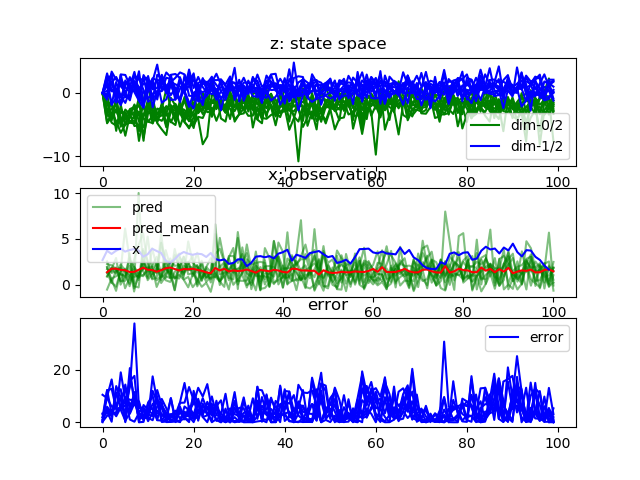 z: state space
0
−10
dim-0/2
dim-1/2
0 20 40 60 80 100
x: observation
10
5
0
pred
pred_mean
x
0 20 40 60 80 100
error
20
0
error
0 20 40 60 80 100